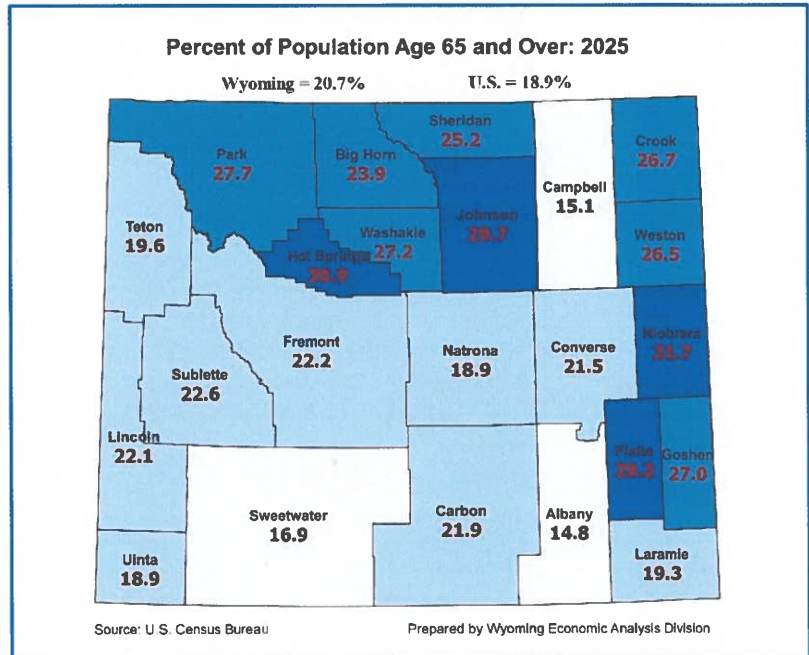 Percent of Population Age 65 and Over: 2025
Wyoming = 20.7% U.S. = 18.9%
Sheridan
25.2
Park
27.7
Big Horn
23.9
Crook
26.7
Campbell
15.1
Johnson
Teton
19.6
Washakie
27.2
Weston
26.5
Hot Springs
Niobrara
31.7
Fremont
22.2
Natrona
18.9
Converse
21.5
Sublette
22.6
Lincoln
22.1
Platte
Goshen
27.0
Sweetwater
16.9
Carbon
21.9
Albany
14.8
Uinta
18.9
Laramie
19.3
Source: U.S. Census Bureau Prepared by Wyoming Economic Analysis Division